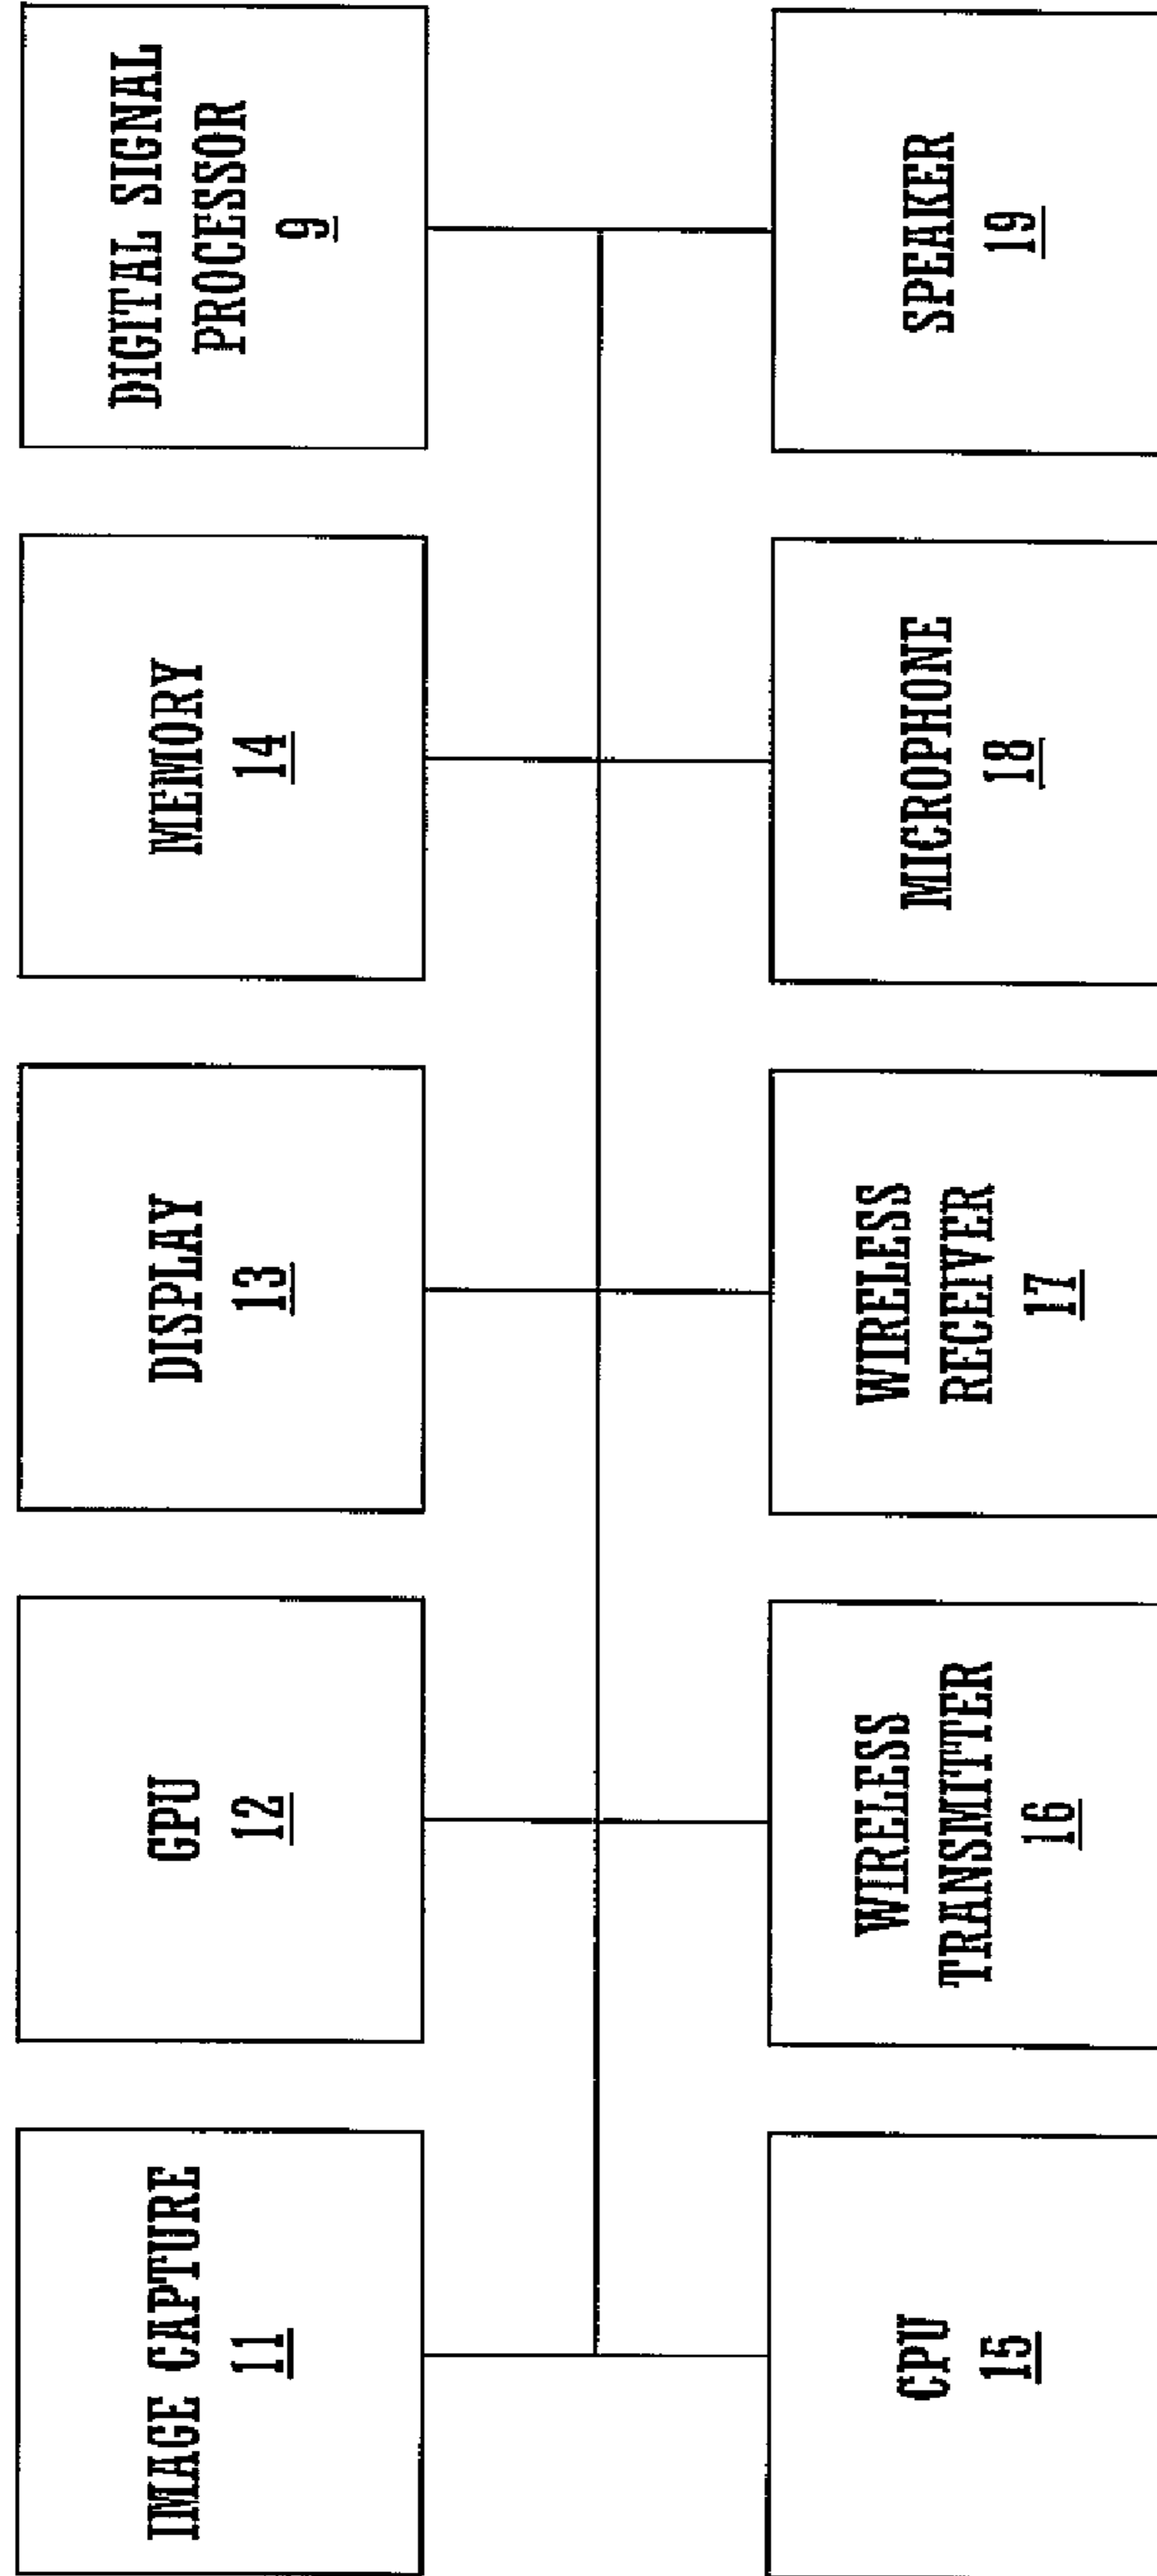 IMAGE CAPTURE
11
GPU
12
DISPLAY
13
MEMORY
14
DIGITAL SIGNAL
PROCESSOR
9
CPU
15
WIRELESS
TRANSMITTER
16
WIRELESS
RECEIVER
17
MICROPHONE
18
SPEAKER
19